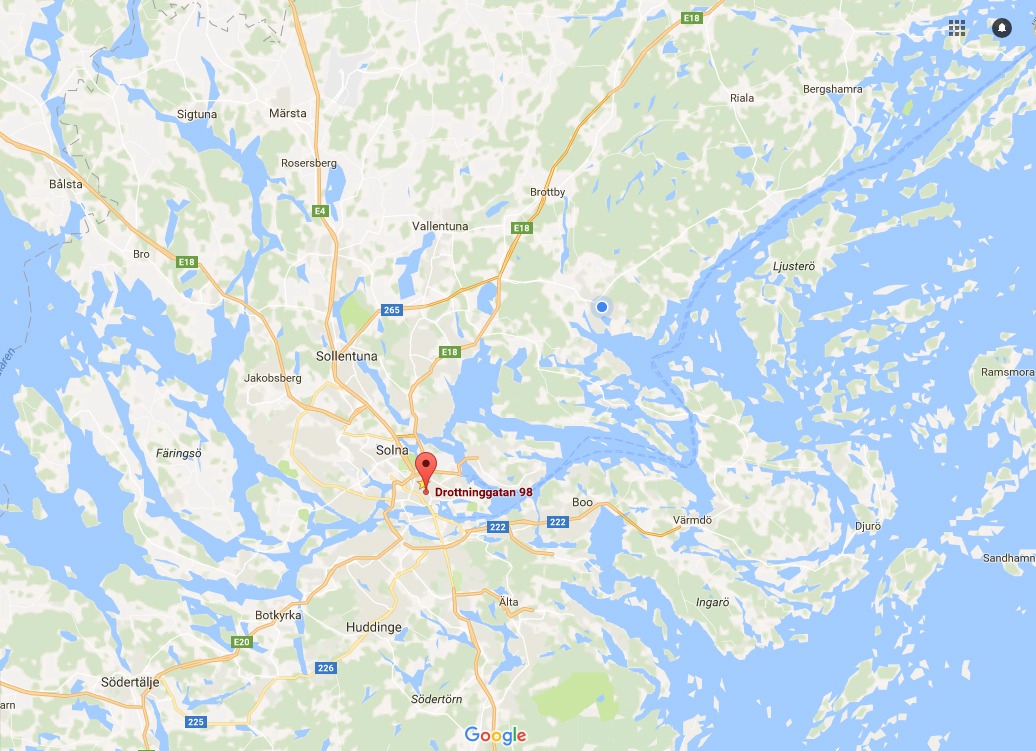 E18
Riala
Bergshamra
Sigtuna
Märsta
Rosersberg
Bålsta
Brottby
E4
Vallentuna
E18
Bro
E18
Ljusterö
265
E18
Sollentuna
Jakobsberg
Ramsmora
Solna
Färingsö
Drottninggatan 98
Boo
222
222
Värmdö
Djurö
Sandhamn
Älta
Ingarö
Botkyrka
Huddinge
E20
226
Södertälje
Södertörn
arn
225
Google